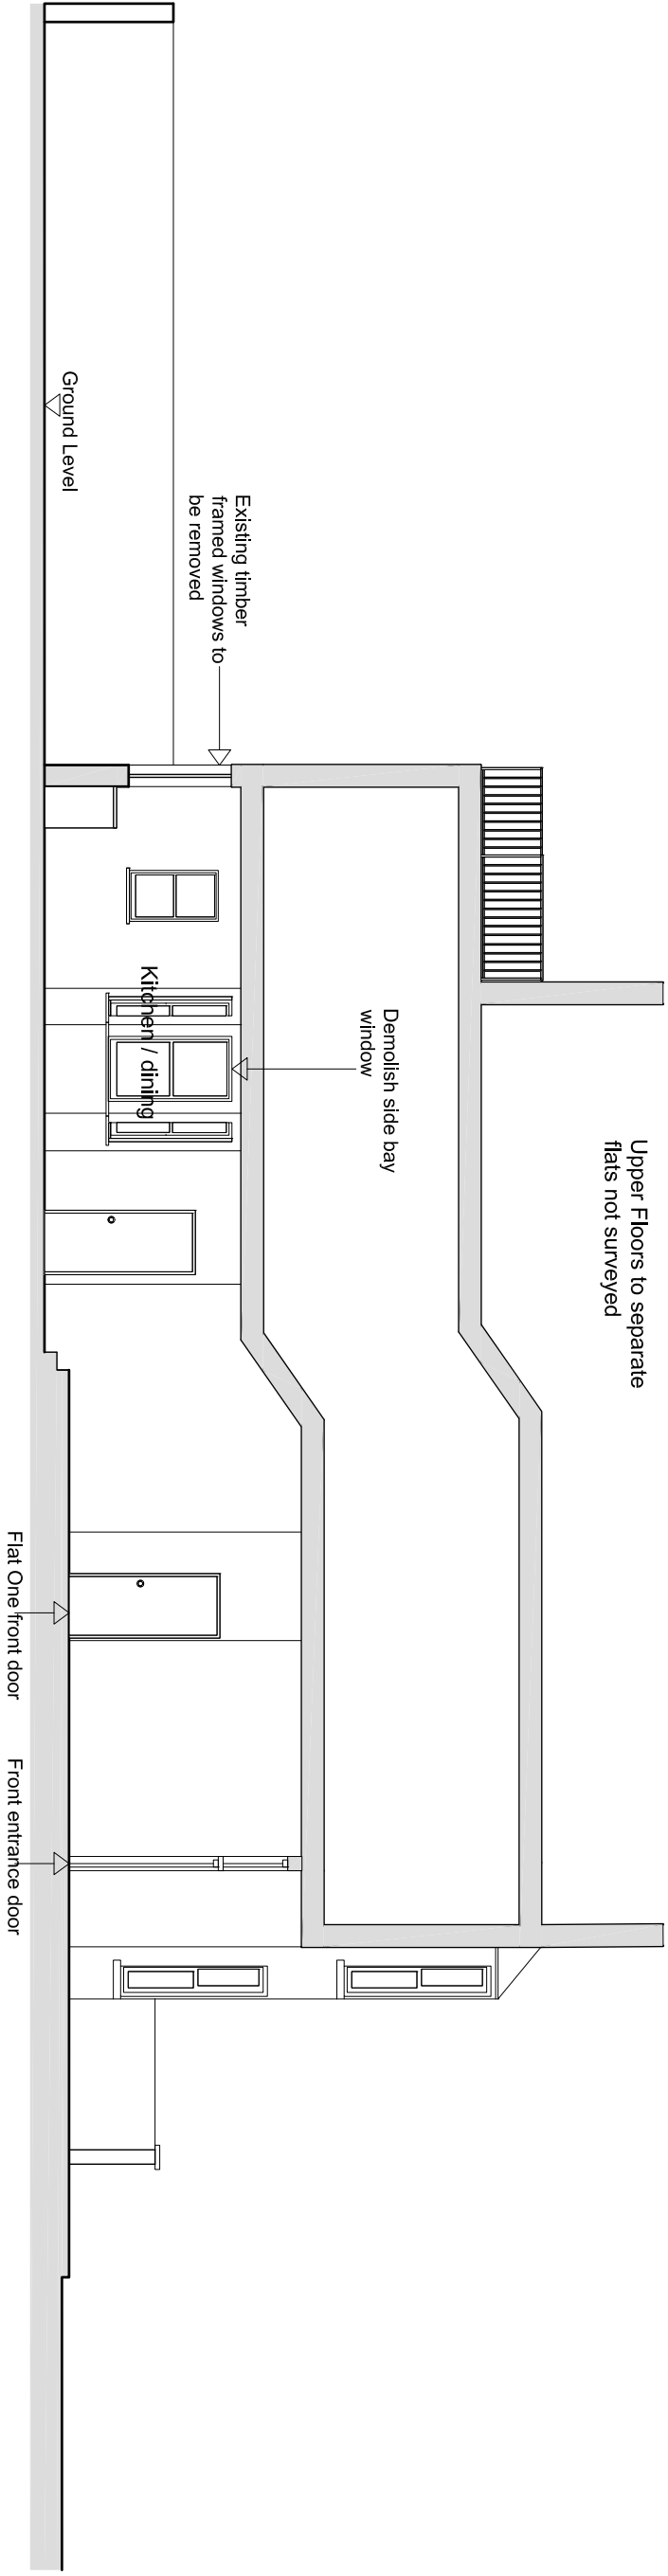 Upper Floors to separate
flats not surveyed
Existing timber
framed windows to
be removed
Demolish side bay
window
Kitchen / dining
Ground Level
Flat One front door
Front entrance door